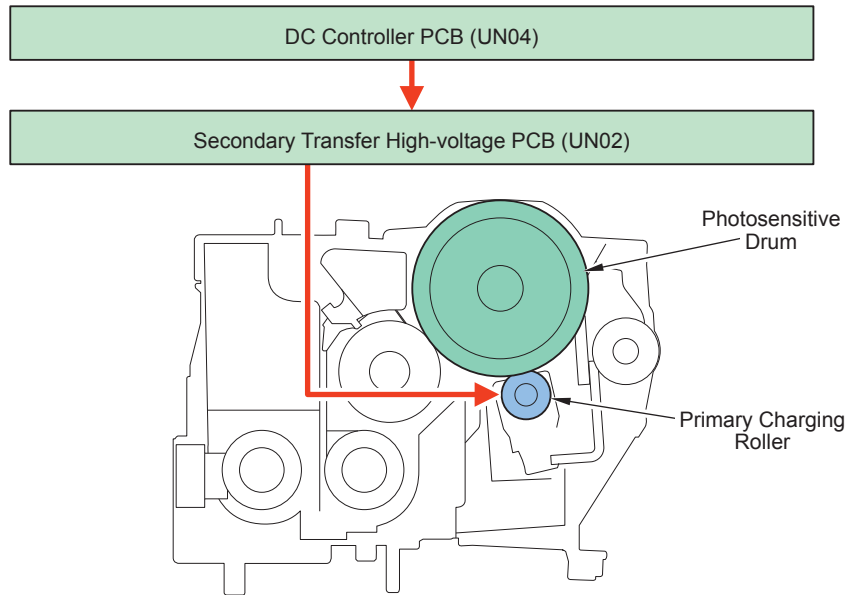 DC Controller PCB (UN04)
Secondary Transfer High-voltage PCB (UN02)
Photosensitive
Drum
Primary Charging
Roller